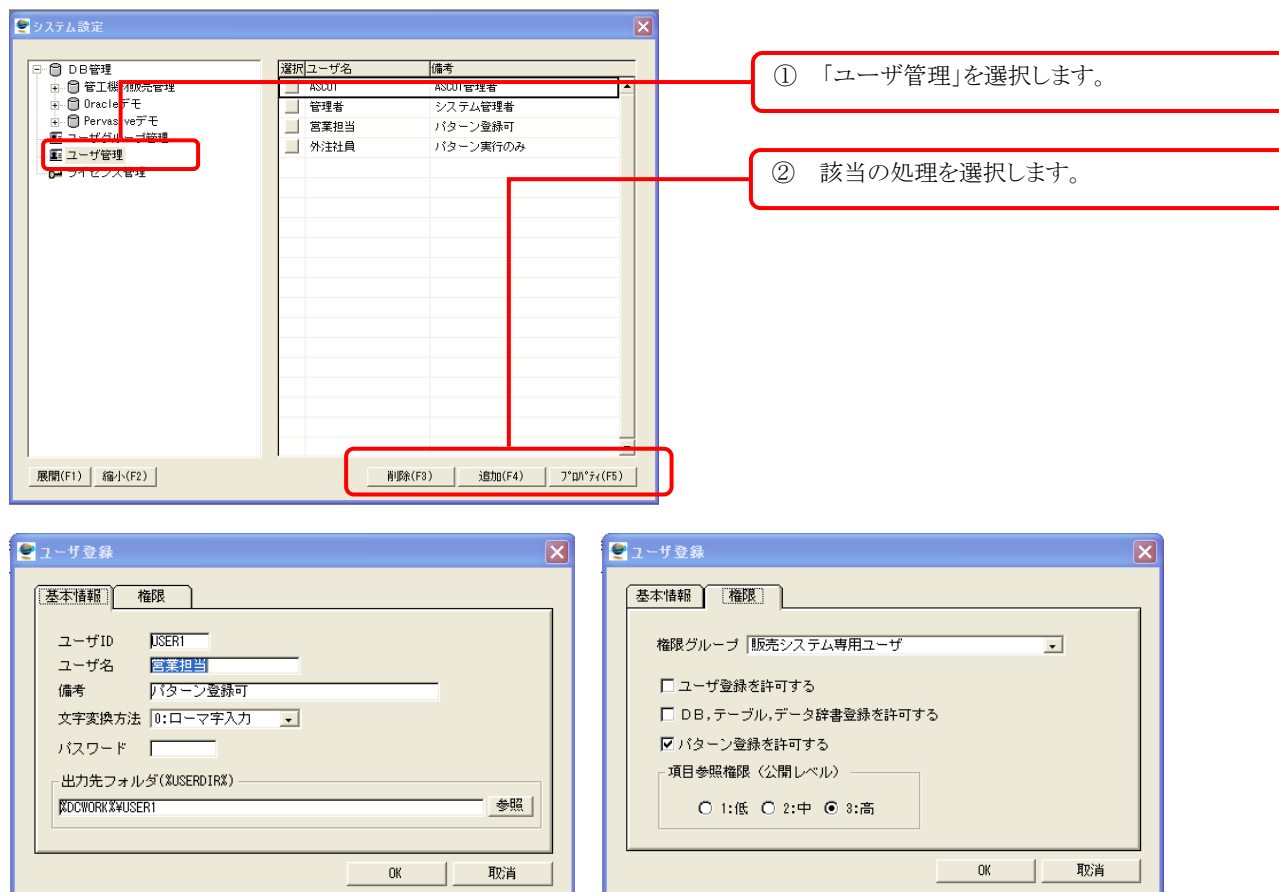 システム設定
DB管理
管工機材販売管理
Oracleデモ
Pervasiveデモ
ユーザグループ管理
ユーザ管理
ライセンス管理
選択 ユーザ名 備考
ASCOT ASCOT管理者
管理者 システム管理者
営業担当 パターン登録可
外注社員 パターン実行のみ
展開(F1) 縮小(F2) 削除(F3) 追加(F4) プロパティ(F5)
① 「ユーザ管理」を選択します。
② 該当の処理を選択します。
ユーザ登録
基本情報 権限
ユーザID USER1
ユーザ名 営業担当
備考 パターン登録可
文字変換方法 0:ローマ字入力
パスワード
出力先フォルダ(%USERDIR%)
%DCWORK%¥USER1 参照
OK 取消
ユーザ登録
基本情報 権限
権限グループ 販売システム専用ユーザ
ユーザ登録を許可する
DB,テーブル,データ辞書登録を許可する
パターン登録を許可する
項目参照権限(公開レベル)
1:低 2:中 3:高
OK 取消